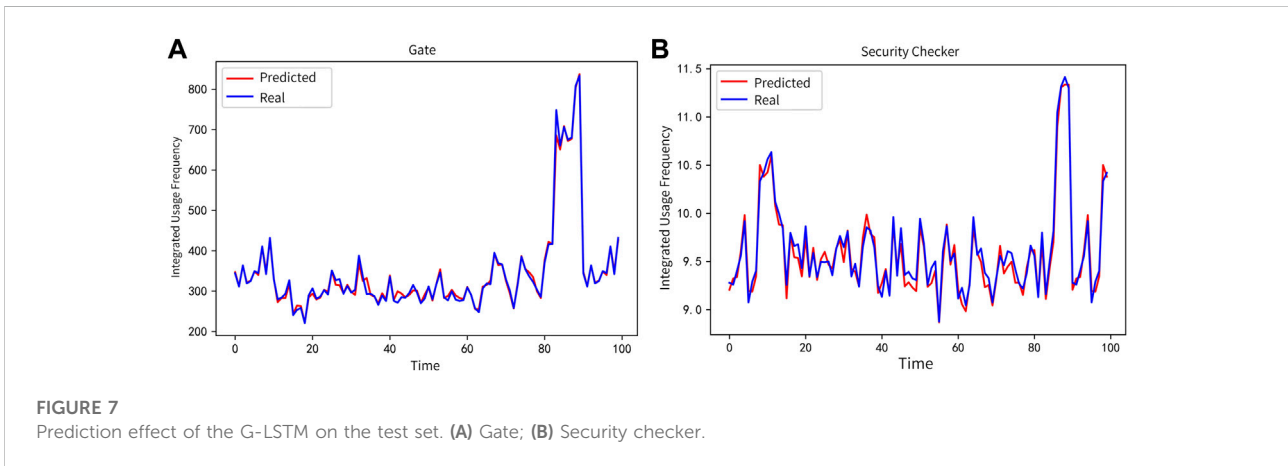 A
Gate
Predicted
Real
800
700
600
500
400
300
200
Integrated Usage Frequency
0 20 40 60 80 100
Time
B
Security Checker
Predicted
Real
11.5
11.0
10.5
10.0
9.5
9.0
Integrated Usage Frequency
0 20 40 60 80 100
Time
FIGURE 7
Prediction effect of the G-LSTM on the test set. (A) Gate; (B) Security checker.